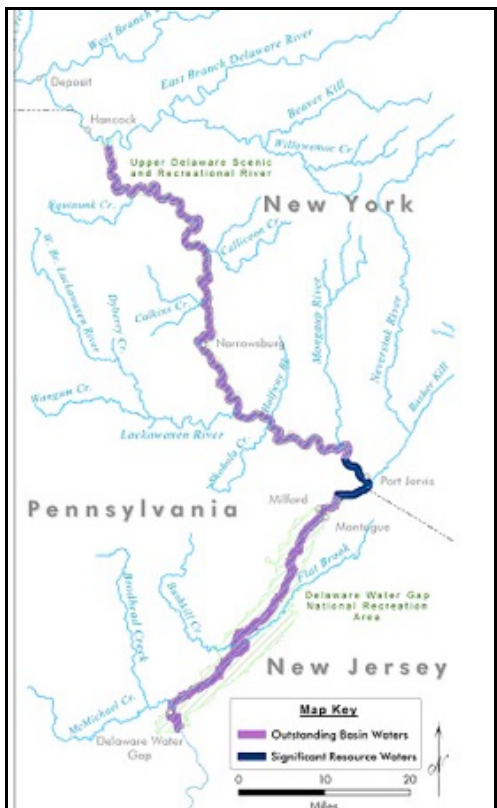 West Branch
East Branch Delaware River
Deposit
Beaver Kill
Hancock
Willowemoc Cr.
Upper Delaware Scenic
and Recreational River
New York
Equinunk Cr.
Callicoon Cr.
W. Br. Lackawaxen River
Dyberry Cr.
Calkins Cr.
Mongaup River
Neversink River
Narrowsburg
Halfway Bk.
Basher Kill
Wangum Cr.
Lackawaxen River
Shohola Cr.
Port Jervis
Pennsylvania
Milford
Montague
Flat Brook
Bushkill Cr.
Brodhead Creek
Delaware Water Gap
National Recreation
Area
New Jersey
McMichael Cr.
Delaware Water
Gap
Map Key
Outstanding Basin Waters
Significant Resource Waters
N
0 10 20
Miles